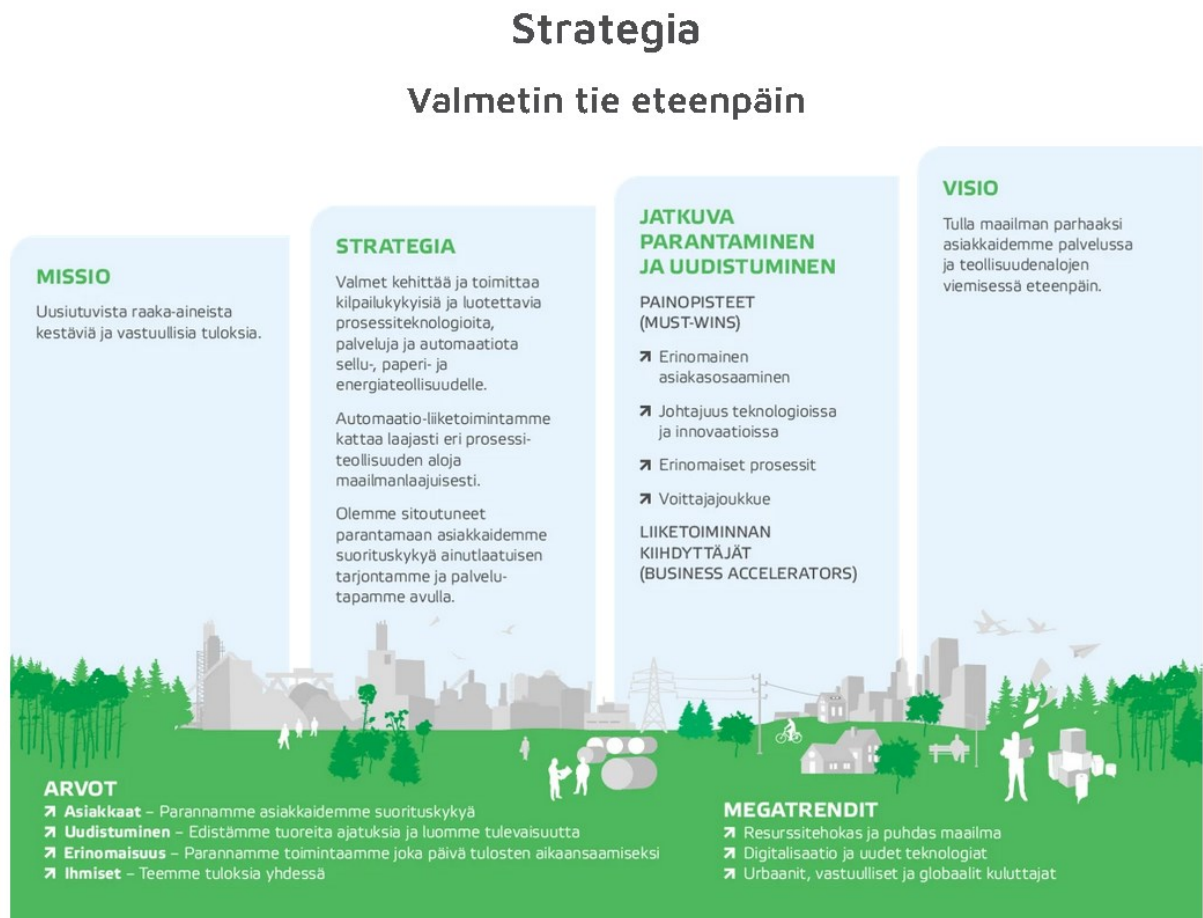 Strategia
Valmetin tie eteenpäin
MISSIO
Uusiutuvista raaka-aineista
kestäviä ja vastuullisia tuloksia.
STRATEGIA
Valmet kehittää ja toimittaa
kilpailukykyisiä ja luotettavia
prosessiteknologioita,
palveluja ja automaatiota
sellu-, paperi- ja
energiateollisuudelle.
Automaatio-liiketoimintamme
kattaa laajasti eri prosessi-
teollisuuden aloja
maailmanlaajuisesti.
Olemme sitoutuneet
parantamaan asiakkaidemme
suorituskykyä ainutlaatuisen
tarjontamme ja palvelu-
tapamme avulla.
JATKUVA
PARANTAMINEN
JA UUDISTUMINEN
PAINOPISTEET
(MUST-WINS)
Erinomainen
asiakasosaaminen
Johtajuus teknologioissa
ja innovaatioissa
Erinomaiset prosessit
Voittajajoukkue
LIIKETOIMINNAN
KIIHDYTTÄJÄT
(BUSINESS ACCELERATORS)
VISIO
Tulla maailman parhaaksi
asiakkaidemme palvelussa
ja teollisuudenalojen
viemisessä eteenpäin.
ARVOT
Asiakkaat – Parannamme asiakkaidemme suorituskykyä
Uudistuminen – Edistämme tuoreita ajatuksia ja luomme tulevaisuutta
Erinomaisuus – Parannamme toimintaamme joka päivä tulosten aikaansaamiseksi
Ihmiset – Teemme tuloksia yhdessä
MEGATRENDIT
Resurssitehokas ja puhdas maailma
Digitalisaatio ja uudet teknologiat
Urbaanit, vastuulliset ja globaalit kuluttajat